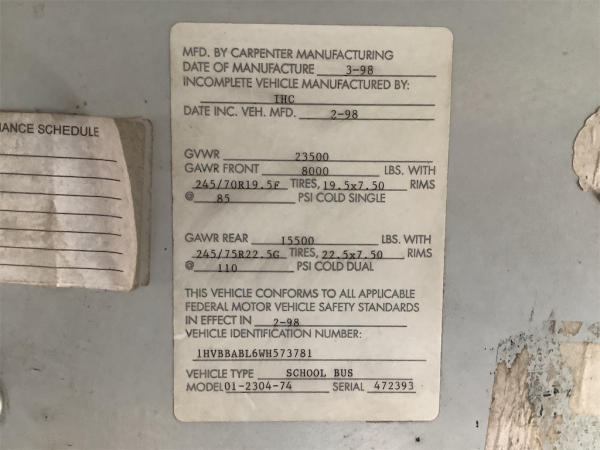 MFD. BY CARPENTER MANUFACTURING
DATE OF MANUFACTURE 3-98
INCOMPLETE VEHICLE MANUFACTURED BY:
IHC
DATE INC. VEH. MFD. 2-98
GVWR 23500
GAWR FRONT 8000 LBS. WITH
245/70R19.5F TIRES, 19.5x7.50 RIMS
@ 85 PSI COLD SINGLE
GAWR REAR 15500 LBS. WITH
245/75R22.5G TIRES, 22.5x7.50 RIMS
@ 110 PSI COLD DUAL
THIS VEHICLE CONFORMS TO ALL APPLICABLE
FEDERAL MOTOR VEHICLE SAFETY STANDARDS
IN EFFECT IN 2-98
VEHICLE IDENTIFICATION NUMBER:
1HVBBABL6WH573781
VEHICLE TYPE SCHOOL BUS
MODEL 01-2304-74 SERIAL 472393
NANCE SCHEDULE